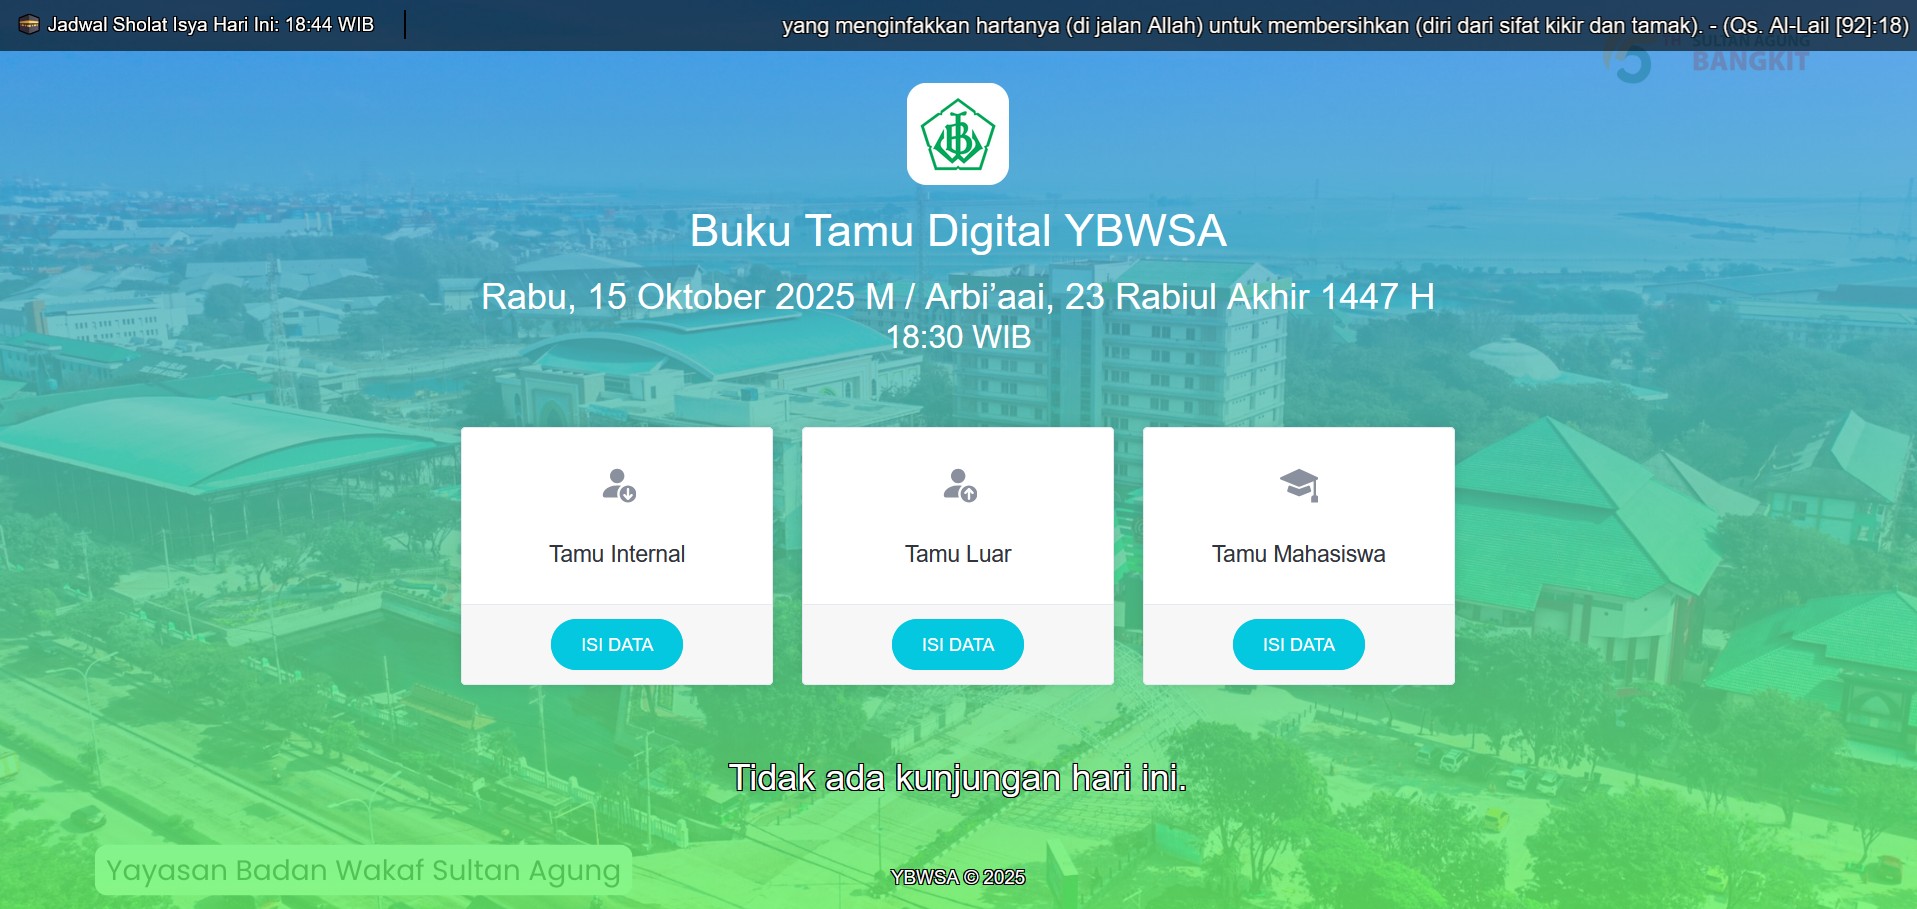 Jadwal Sholat Isya Hari Ini: 18:44 WIB
yang menginfakkan hartanya (di jalan Allah) untuk membersihkan (diri dari sifat kikir dan tamak). - (Qs. Al-Lail [92]:18)
SULTAN AGUNG
BANGKIT
Buku Tamu Digital YBWSA
Rabu, 15 Oktober 2025 M / Arbi’aai, 23 Rabiul Akhir 1447 H
18:30 WIB
Tamu Internal
Tamu Luar
Tamu Mahasiswa
ISI DATA
ISI DATA
ISI DATA
Tidak ada kunjungan hari ini.
Yayasan Badan Wakaf Sultan Agung
YBWSA © 2025